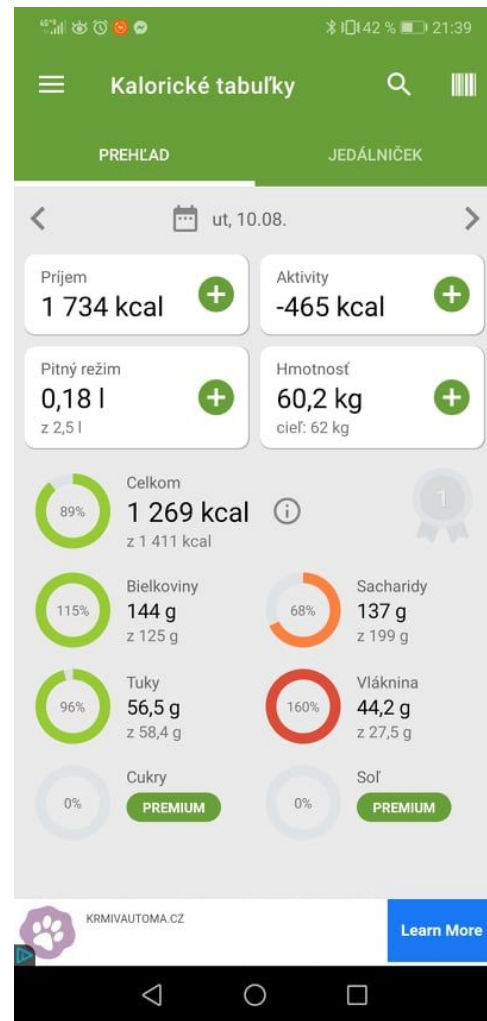 42 % 21:39
Kalorické tabuľky
PREHĽAD JEDÁLNIČEK
ut, 10.08.
Príjem
1 734 kcal
Aktivity
-465 kcal
Pitný režim
0,18 l
z 2,5 l
Hmotnosť
60,2 kg
cieľ: 62 kg
89%
Celkom
1 269 kcal
z 1 411 kcal
1
115%
Bielkoviny
144 g
z 125 g
68%
Sacharidy
137 g
z 199 g
96%
Tuky
56,5 g
z 58,4 g
160%
Vláknina
44,2 g
z 27,5 g
0%
Cukry
PREMIUM
0%
Soľ
PREMIUM
KRMIVAUTOMA.CZ
Learn More